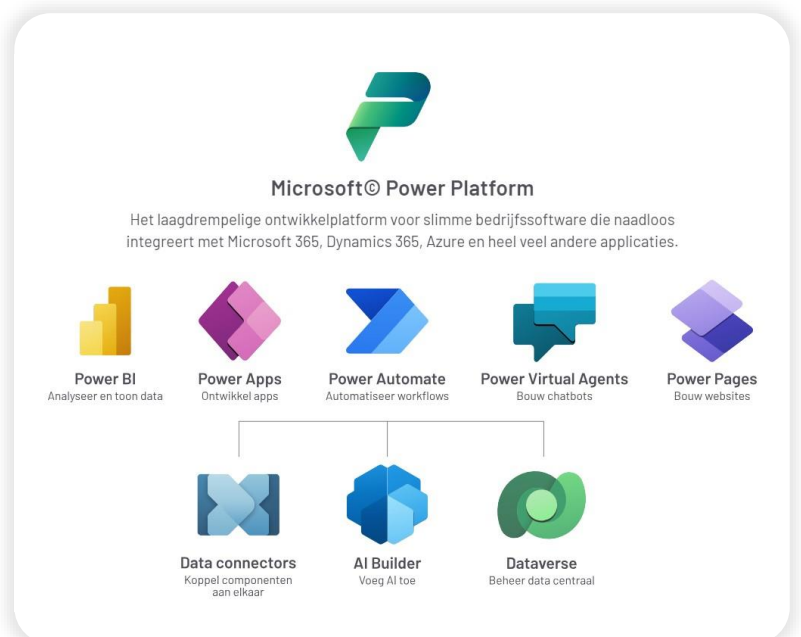 Microsoft© Power Platform
Het laagdrempelige ontwikkelplatform voor slimme bedrijfssoftware die naadloos
integreert met Microsoft 365, Dynamics 365, Azure en heel veel andere applicaties.
Power BI
Analyseer en toon data
Power Apps
Ontwikkel apps
Power Automate
Automatiseer workflows
Power Virtual Agents
Bouw chatbots
Power Pages
Bouw websites
Data connectors
Koppel componenten
aan elkaar
AI Builder
Voeg AI toe
Dataverse
Beheer data centraal